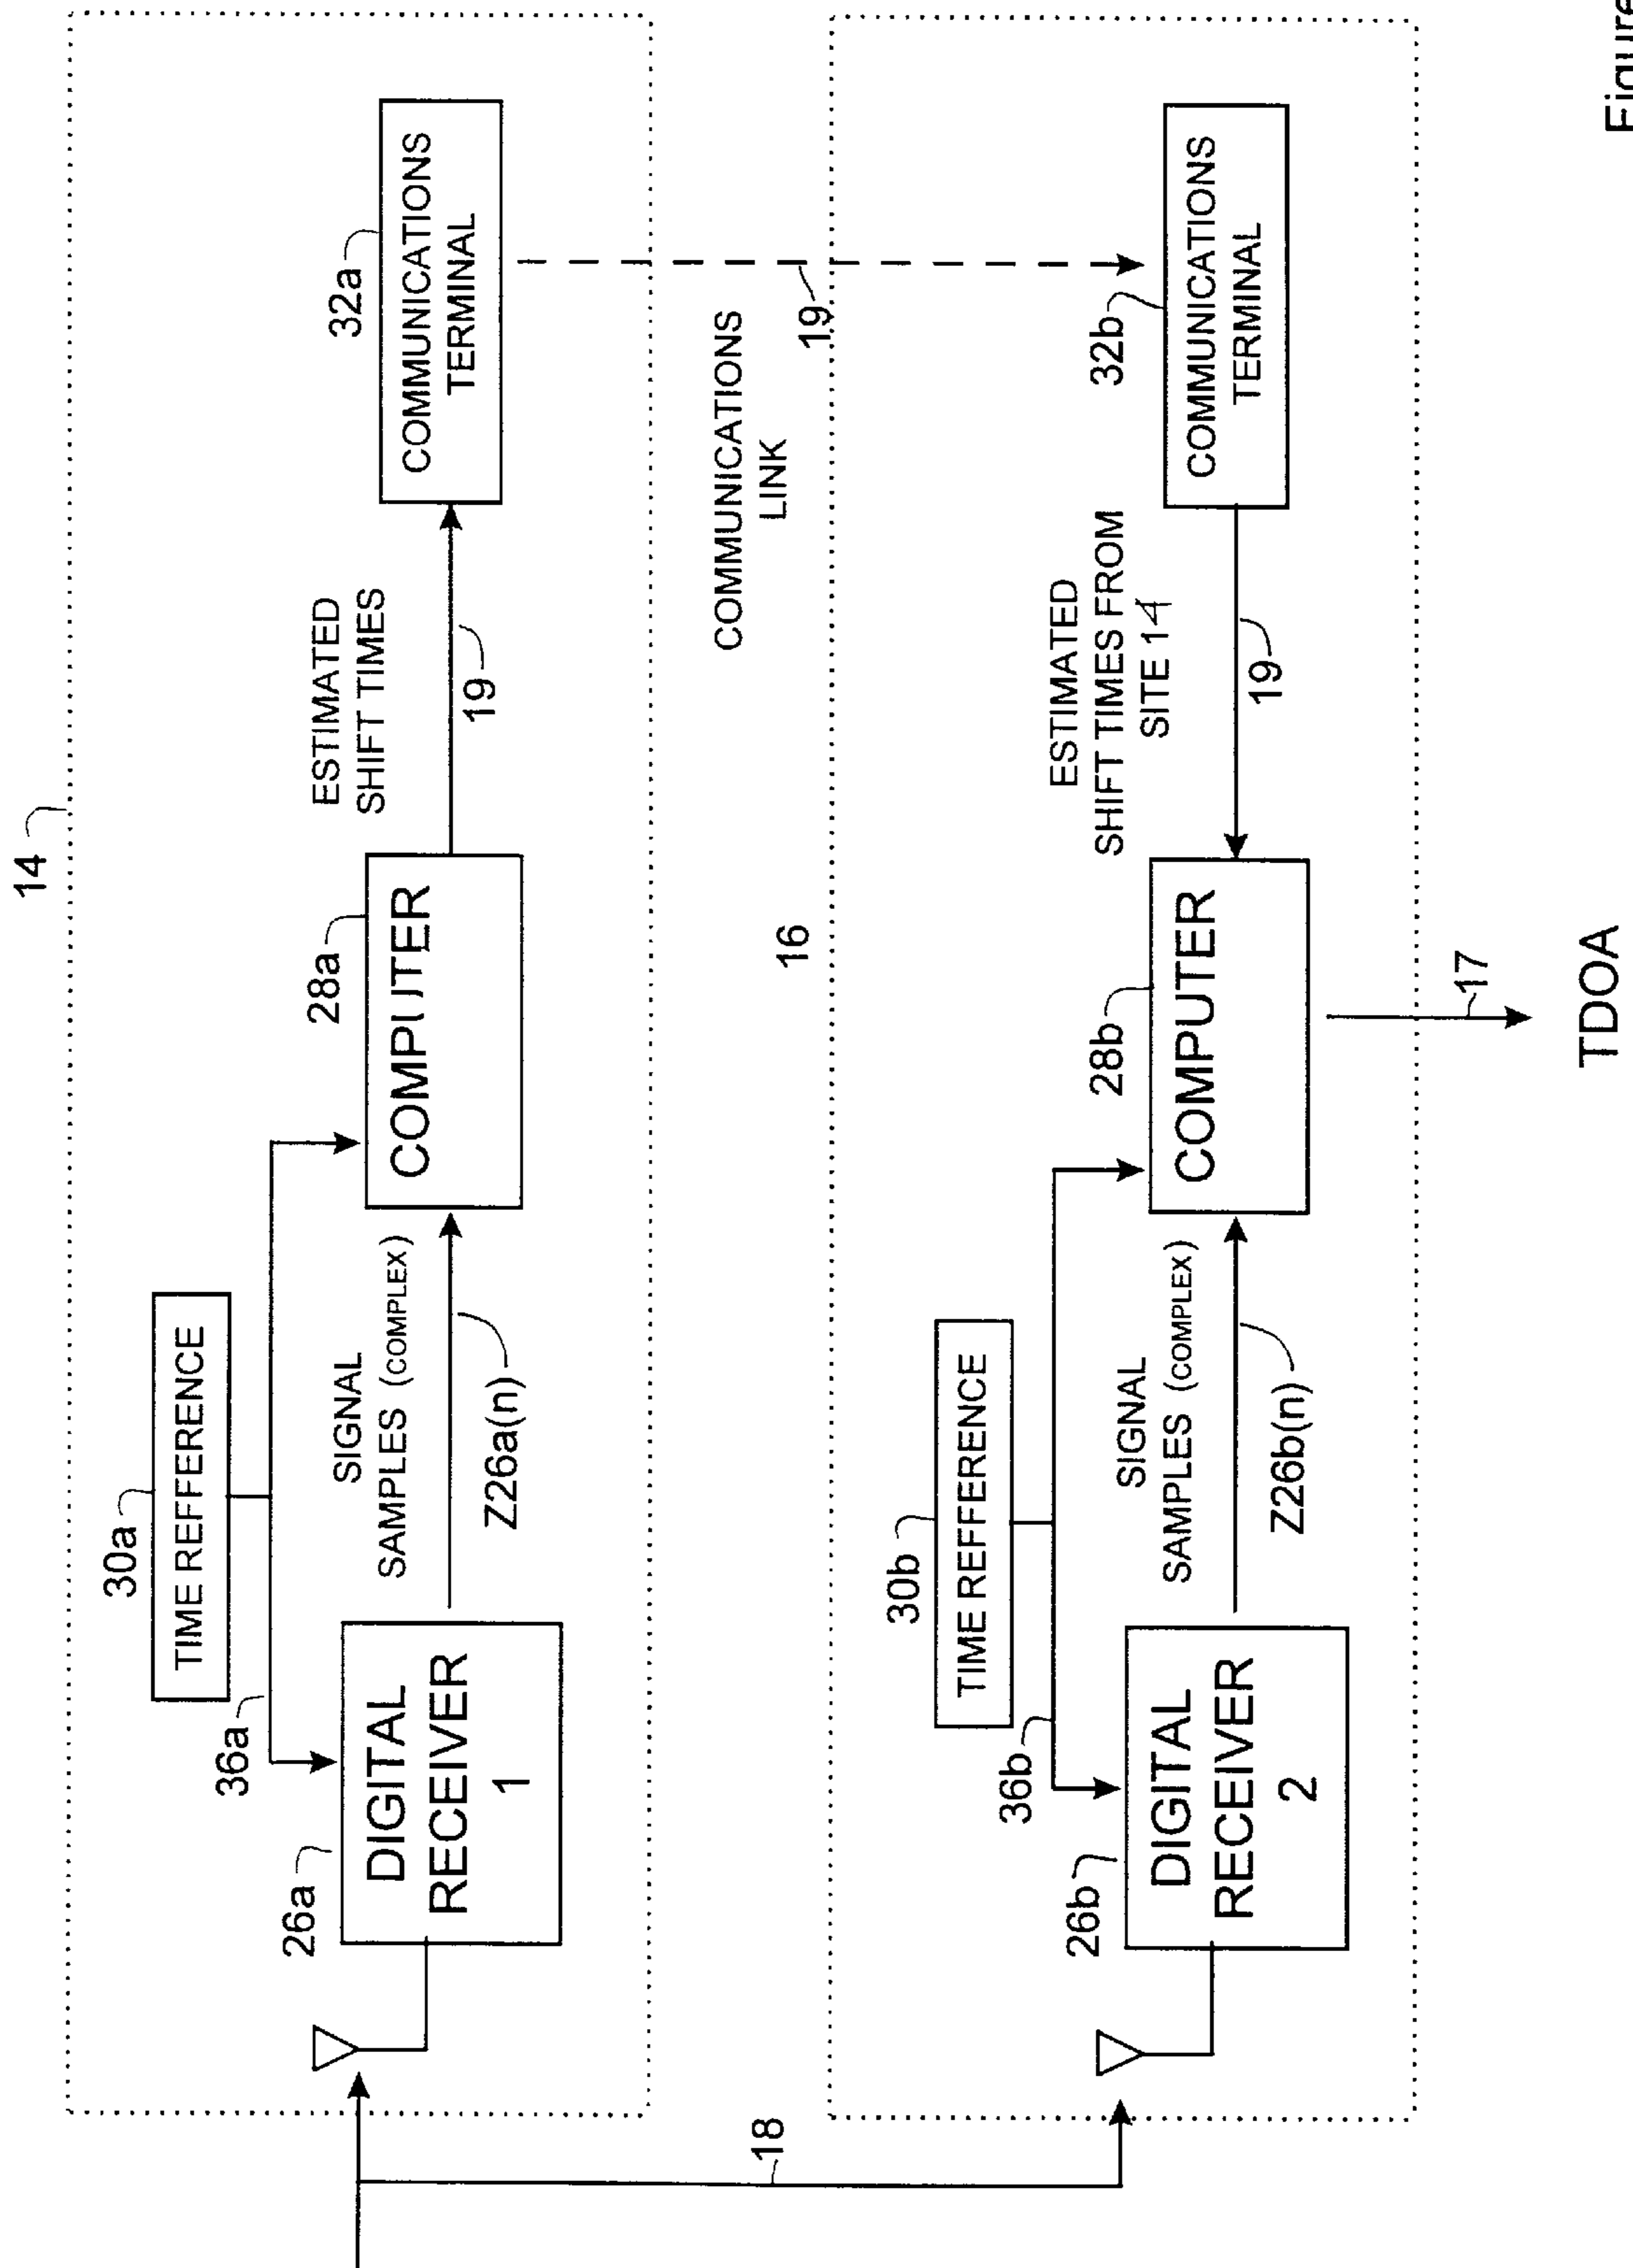 14
30a
TIME REFFERENCE
36a
26a
DIGITAL
RECEIVER
1
SIGNAL
SAMPLES (COMPLEX)
Z26a(n)
28a
COMPUTER
ESTIMATED
SHIFT TIMES
19
32a
COMMUNICATIONS
TERMINAL
COMMUNICATIONS
LINK
19
16
18
30b
TIME REFFERENCE
36b
26b
DIGITAL
RECEIVER
2
SIGNAL
SAMPLES (COMPLEX)
Z26b(n)
28b
COMPUTER
ESTIMATED
SHIFT TIMES FROM
SITE 14
19
32b
COMMUNICATIONS
TERMINAL
17
TDOA
Figure